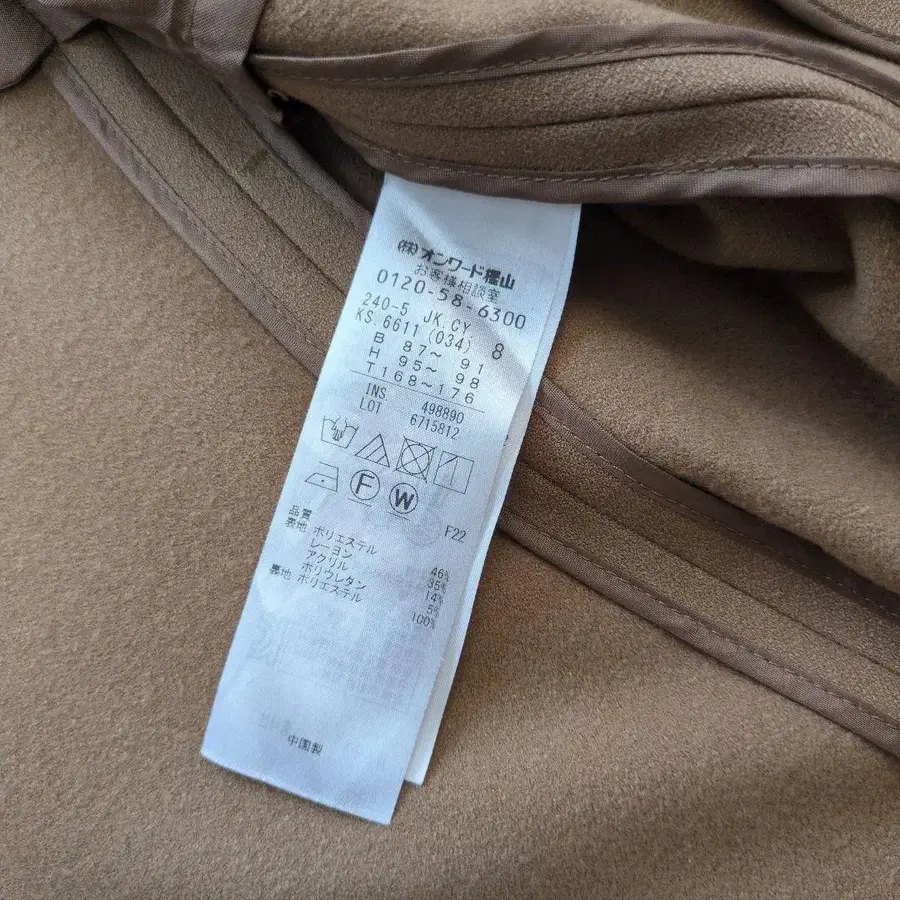 (株)オンワード樫山
お客様相談室
0120-58-6300
240-5 JK.CY
KS.6611 (034) 8
B 87～ 91
H 95～ 98
T168～176
INS 498890
LOT 6715812
F W
F22
品質
表地 ポリエステル 46%
レーヨン 35%
アクリル 14%
ポリウレタン 5%
裏地 ポリエステル 100%
中国製